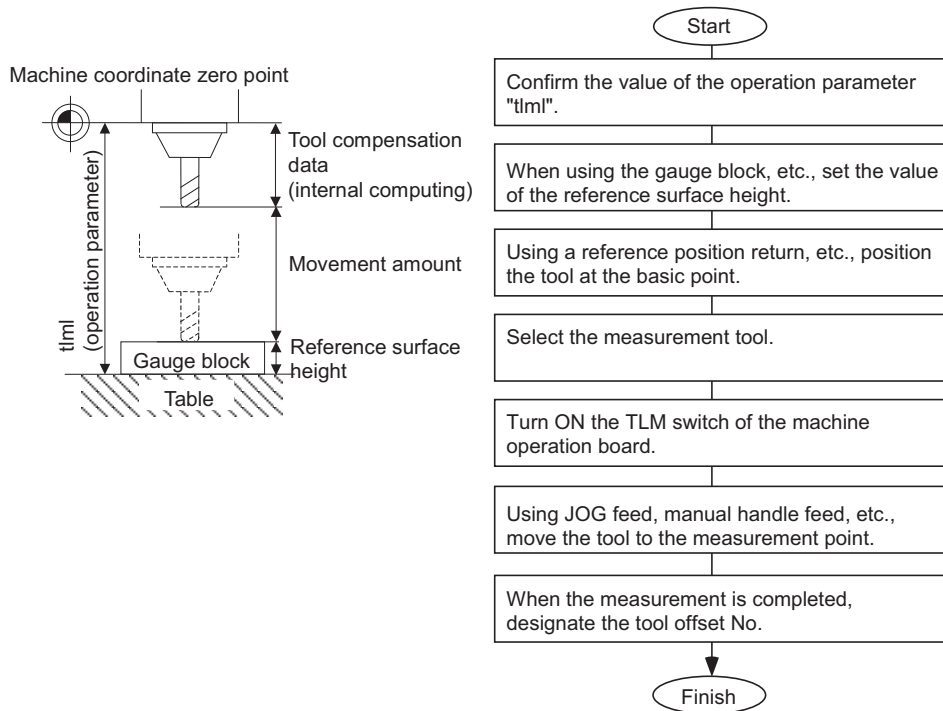 Machine coordinate zero point
Tool compensation
data
(internal computing)
Movement amount
tlml
(operation parameter)
Reference surface
height
Gauge block
Table
Start
Confirm the value of the operation parameter
"tlml".
When using the gauge block, etc., set the value
of the reference surface height.
Using a reference position return, etc., position
the tool at the basic point.
Select the measurement tool.
Turn ON the TLM switch of the machine
operation board.
Using JOG feed, manual handle feed, etc.,
move the tool to the measurement point.
When the measurement is completed,
designate the tool offset No.
Finish